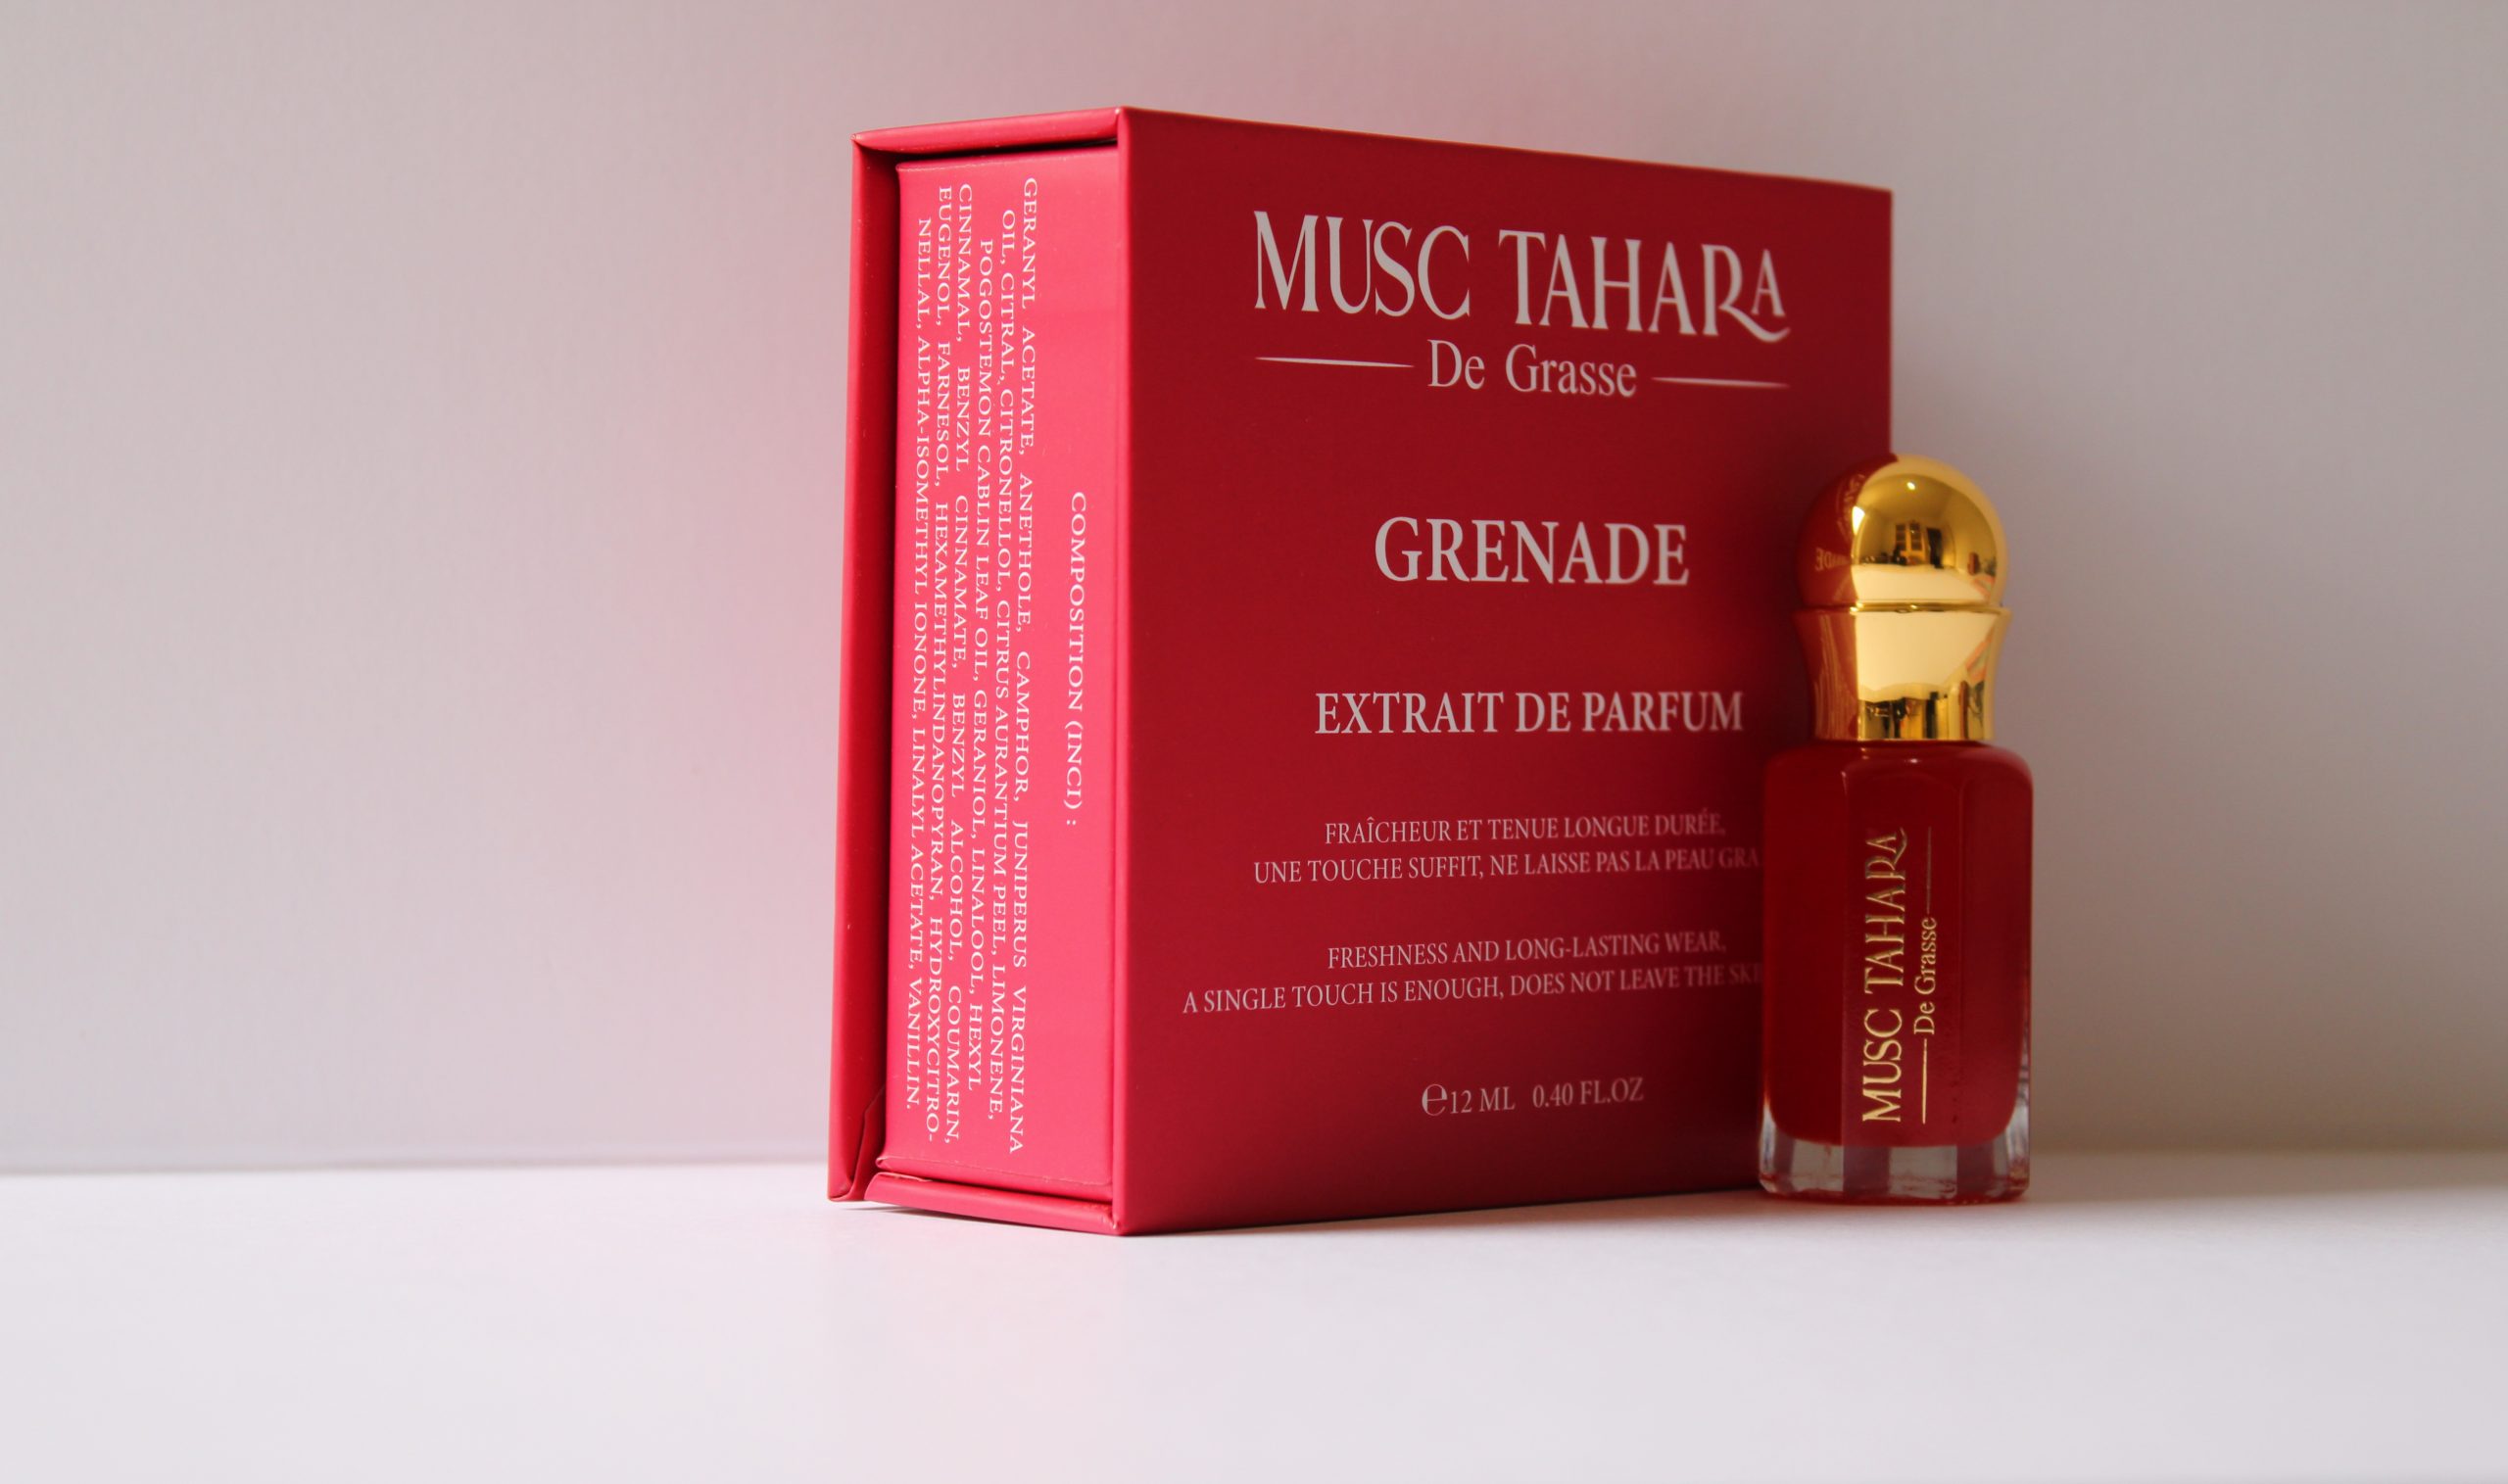 MUSC TAHARA
De Grasse
GRENADE
EXTRAIT DE PARFUM
FRAÎCHEUR ET TENUE LONGUE DURÉE,
UNE TOUCHE SUFFIT, NE LAISSE PAS LA PEAU
FRESHNESS AND LONG-LASTING WEAR,
A SINGLE TOUCH IS ENOUGH, DOES NOT LEAVE THE
℮12 ML 0.40 FL.OZ
COMPOSITION (INCI) :
GERANYL ACETATE, ANETHOLE, CAMPHOR, JUNIPERUS VIRGINIANA
OIL, CITRAL, CITRONELLOL, CITRUS AURANTIUM PEEL, LIMONENE,
POGOSTEMON CABLIN LEAF OIL, GERANIOL, LINALOOL, HEXYL
CINNAMAL, BENZYL CINNAMATE, BENZYL ALCOHOL, COUMARIN,
EUGENOL, FARNESOL, HEXAMETHYLINDANOPYRAN, HYDROXYCITRO-
NELLAL, ALPHA-ISOMETHYL IONONE, LINALYL ACETATE, VANILLIN.
MUSC TAHARA
De Grasse